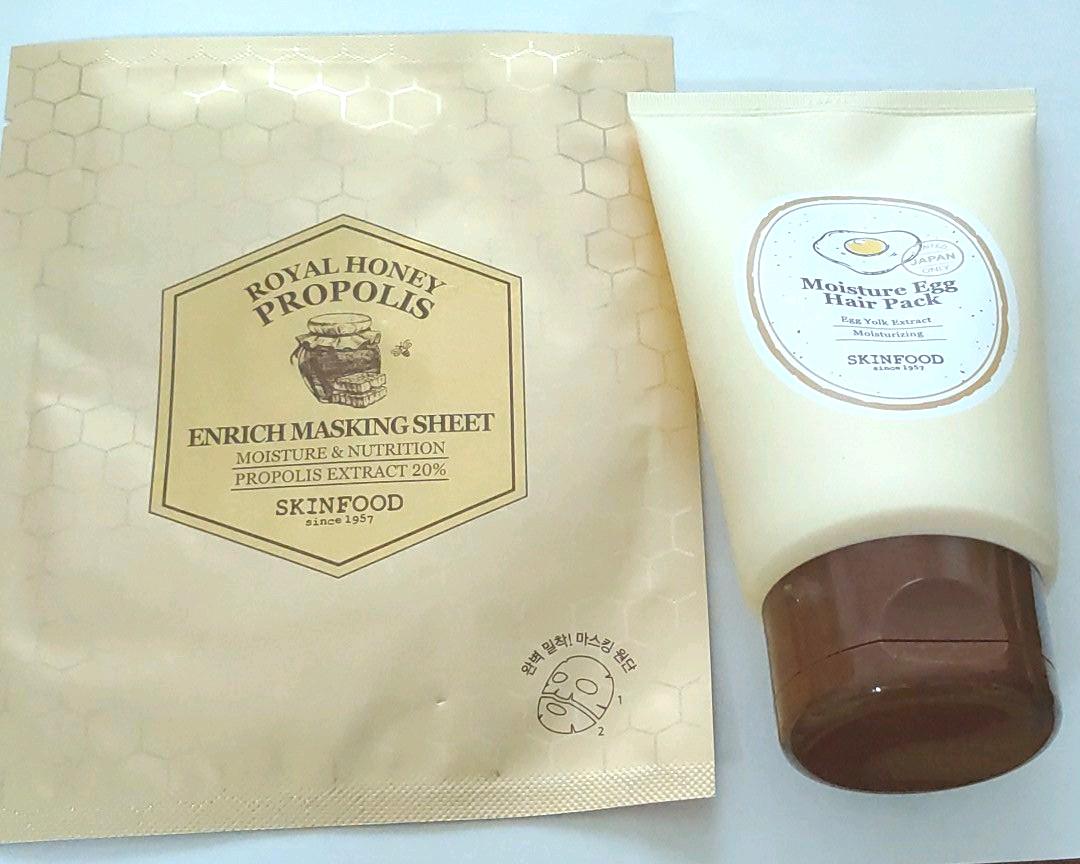 ROYAL HONEY
PROPOLIS
ENRICH MASKING SHEET
MOISTURE & NUTRITION
PROPOLIS EXTRACT 20%
SKINFOOD
since 1957
완벽 밀착! 마스킹 원단
1
2
JAPAN
ONLY
Moisture Egg
Hair Pack
Egg Yolk Extract
Moisturizing
SKINFOOD
since 1957